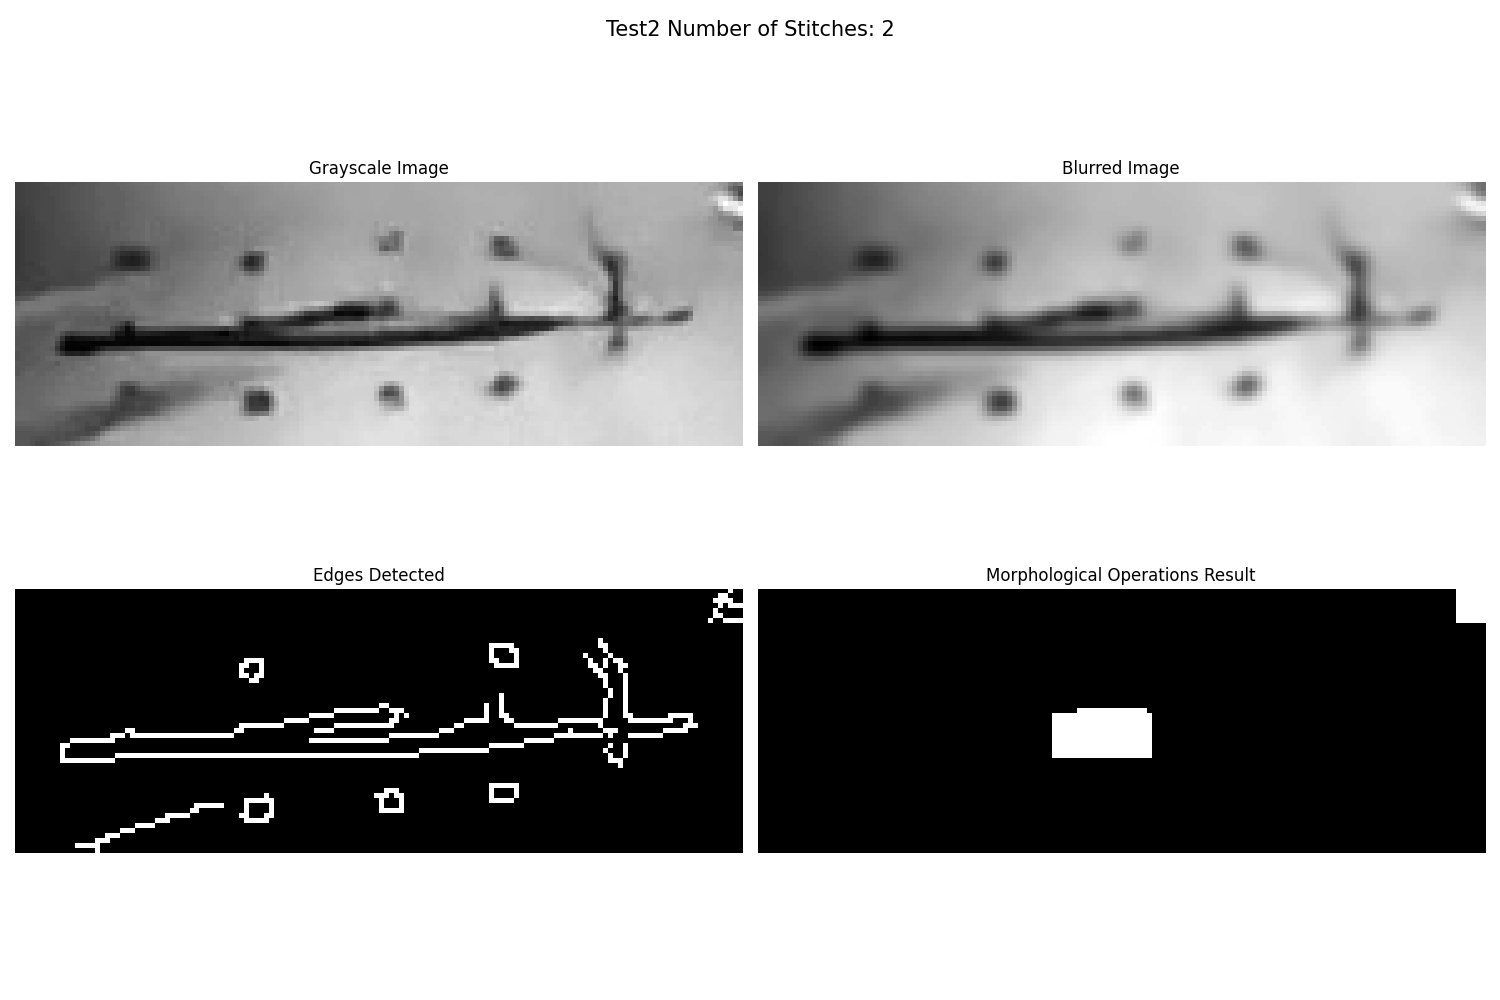 Test2 Number of Stitches: 2
Grayscale Image
Blurred Image
Edges Detected
Morphological Operations Result